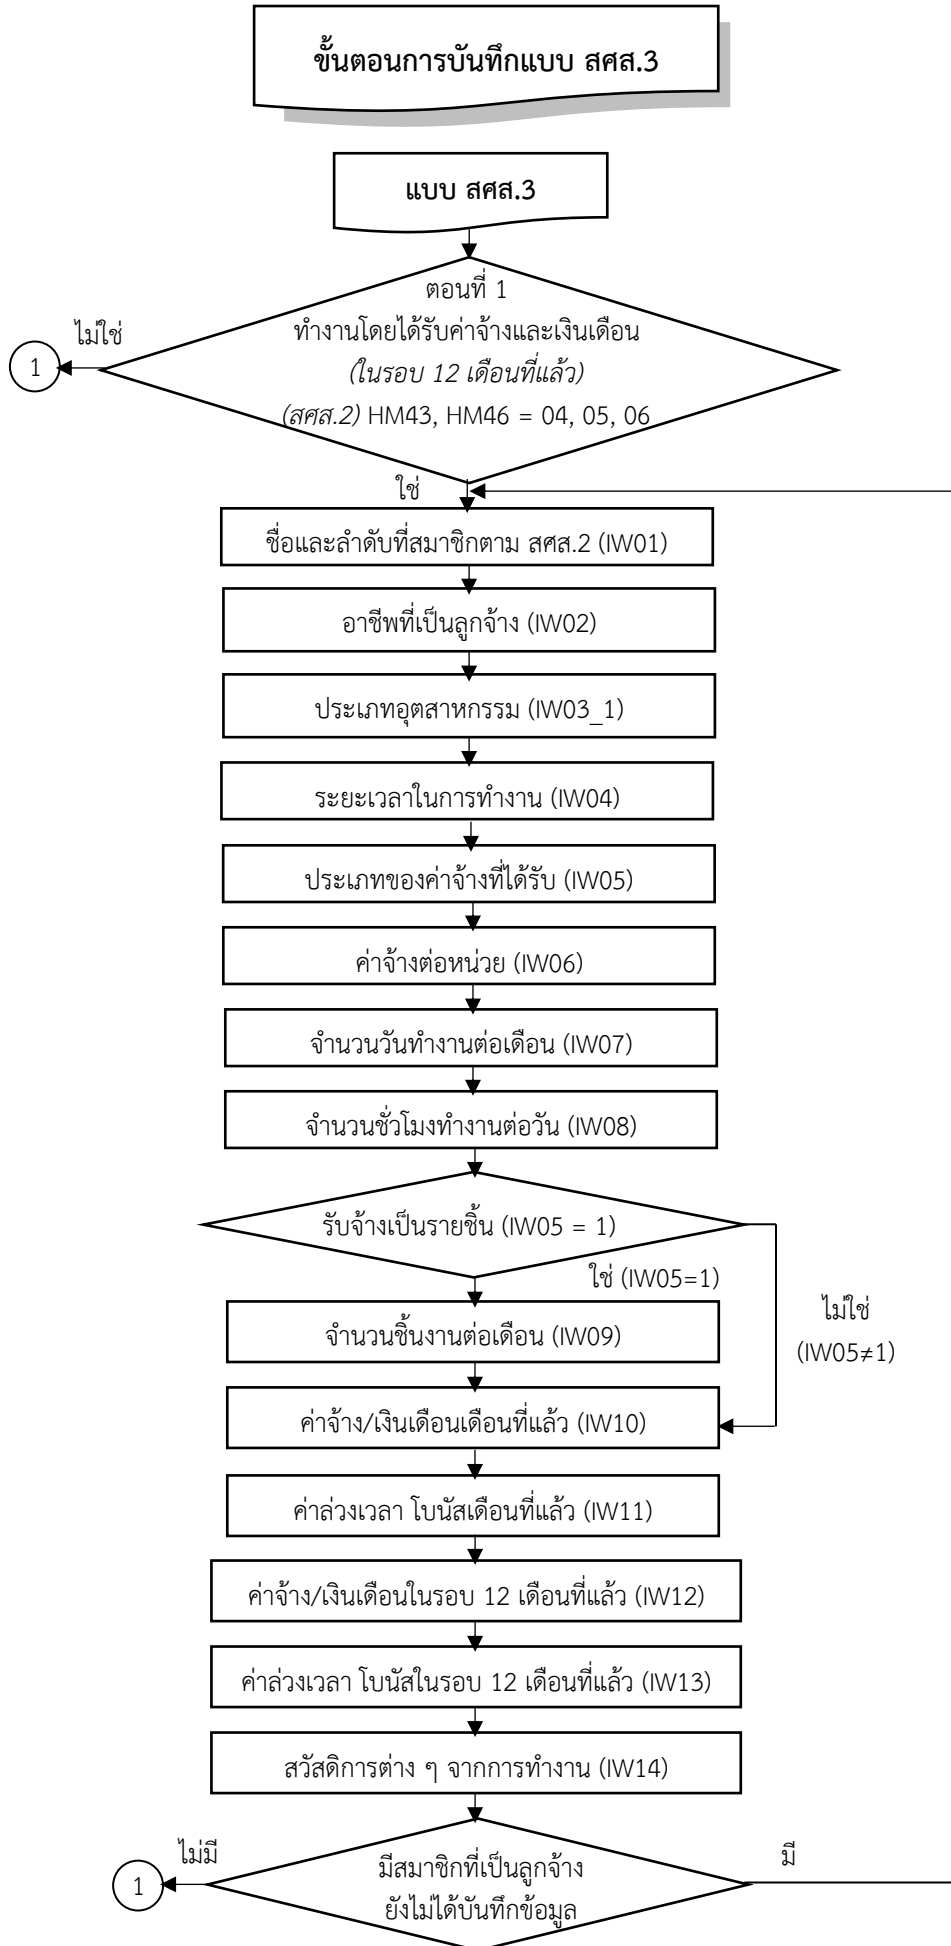 ขั้นตอนการบันทึกแบบ สศส.3
แบบ สศส.3
ตอนที่ 1
ทำงานโดยได้รับค่าจ้างและเงินเดือน
(ในรอบ 12 เดือนที่แล้ว)
(สศส.2) HM43, HM46 = 04, 05, 06
ไม่ใช่
1
ใช่
ชื่อและลำดับที่สมาชิกตาม สศส.2 (IW01)
อาชีพที่เป็นลูกจ้าง (IW02)
ประเภทอุตสาหกรรม (IW03_1)
ระยะเวลาในการทำงาน (IW04)
ประเภทของค่าจ้างที่ได้รับ (IW05)
ค่าจ้างต่อหน่วย (IW06)
จำนวนวันทำงานต่อเดือน (IW07)
จำนวนชั่วโมงทำงานต่อวัน (IW08)
รับจ้างเป็นรายชิ้น (IW05 = 1)
ใช่ (IW05=1)
ไม่ใช่
(IW05≠1)
จำนวนชิ้นงานต่อเดือน (IW09)
ค่าจ้าง/เงินเดือนเดือนที่แล้ว (IW10)
ค่าล่วงเวลา โบนัสเดือนที่แล้ว (IW11)
ค่าจ้าง/เงินเดือนในรอบ 12 เดือนที่แล้ว (IW12)
ค่าล่วงเวลา โบนัสในรอบ 12 เดือนที่แล้ว (IW13)
สวัสดิการต่าง ๆ จากการทำงาน (IW14)
มีสมาชิกที่เป็นลูกจ้าง
ยังไม่ได้บันทึกข้อมูล
ไม่มี
1
มี